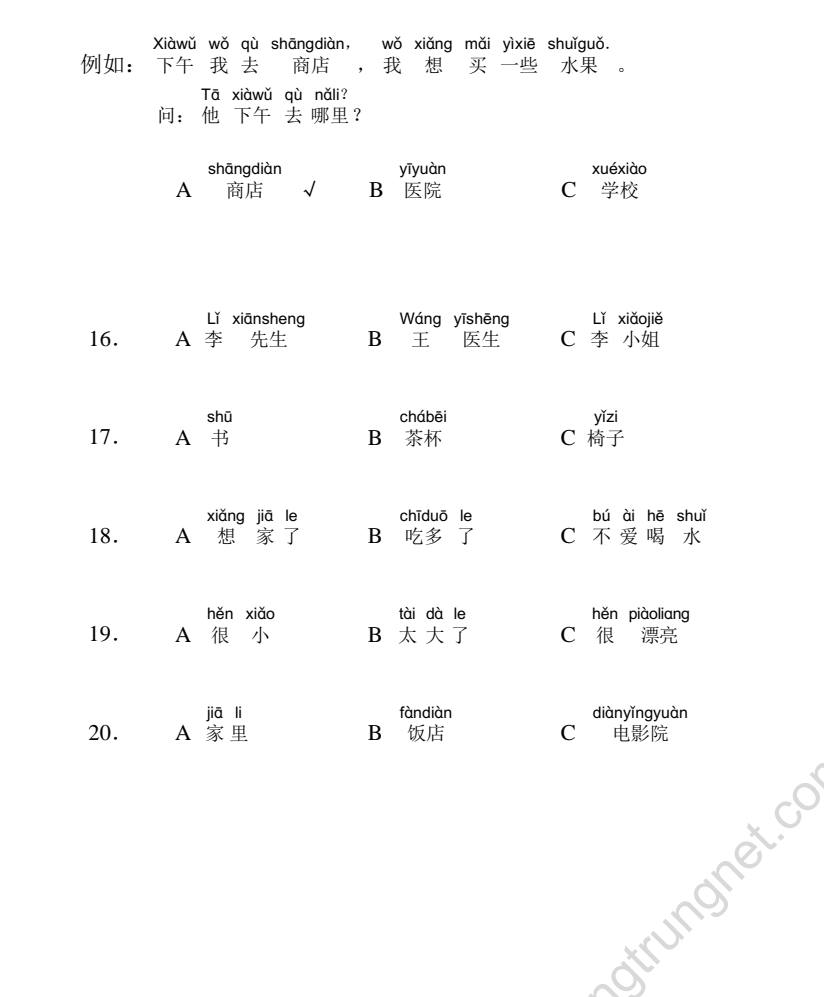 Xiàwǔ wǒ qù shāngdiàn, wǒ xiǎng mǎi yìxiē shuǐguǒ.
例如：下午 我 去 商店 ，我 想 买 一些 水果 。
Tā xiàwǔ qù nǎli?
问：他 下午 去 哪里？
shāngdiàn yīyuàn xuéxiào
A 商店 √ B 医院 C 学校
Lǐ xiānsheng Wáng yīshēng Lǐ xiǎojiě
16. A 李 先生 B 王 医生 C 李 小姐
shū chábēi yǐzi
17. A 书 B 茶杯 C 椅子
xiǎng jiā le chīduō le bú ài hē shuǐ
18. A 想 家 了 B 吃多 了 C 不 爱 喝 水
hěn xiǎo tài dà le hěn piàoliang
19. A 很 小 B 太 大 了 C 很 漂亮
jiā li fàndiàn diànyǐngyuàn
20. A 家 里 B 饭店 C 电影院